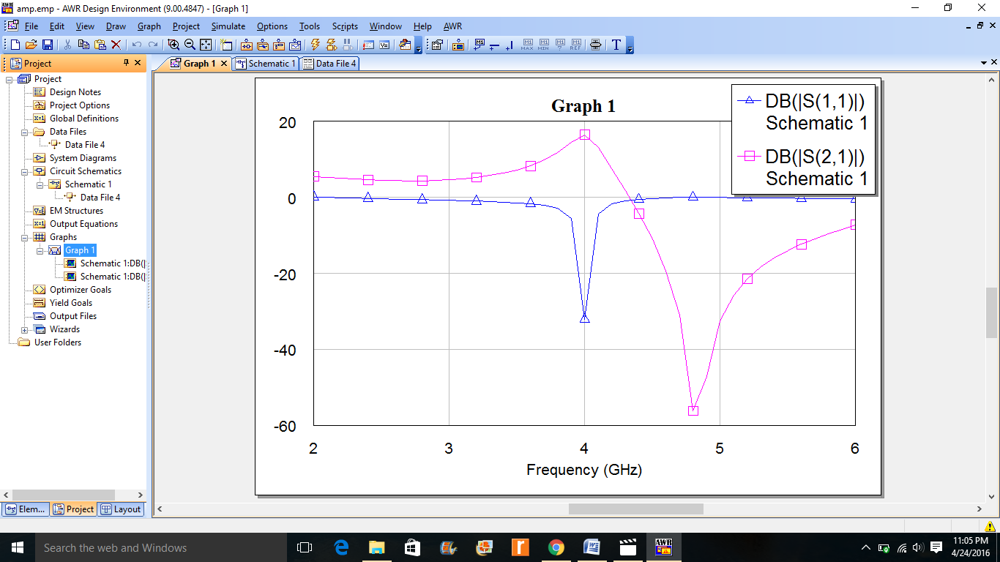 amp.emp - AWR Design Environment (9.00.4847) - [Graph 1]
File Edit View Draw Graph Project Simulate Options Tools Scripts Window Help AWR
Project
Graph 1
Schematic 1
Data File 4
Project
Design Notes
Project Options
Global Definitions
Data Files
Data File 4
System Diagrams
Circuit Schematics
Schematic 1
Data File 4
EM Structures
Output Equations
Graphs
Graph 1
Schematic 1:DB(|
Schematic 1:DB(|
Optimizer Goals
Yield Goals
Output Files
Wizards
User Folders
Elem...
Project
Layout
Graph 1
DB(|S(1,1)|)
Schematic 1
DB(|S(2,1)|)
Schematic 1
20
0
-20
-40
-60
2 3 4 5 6
Frequency (GHz)
Search the web and Windows
11:05 PM
4/24/2016